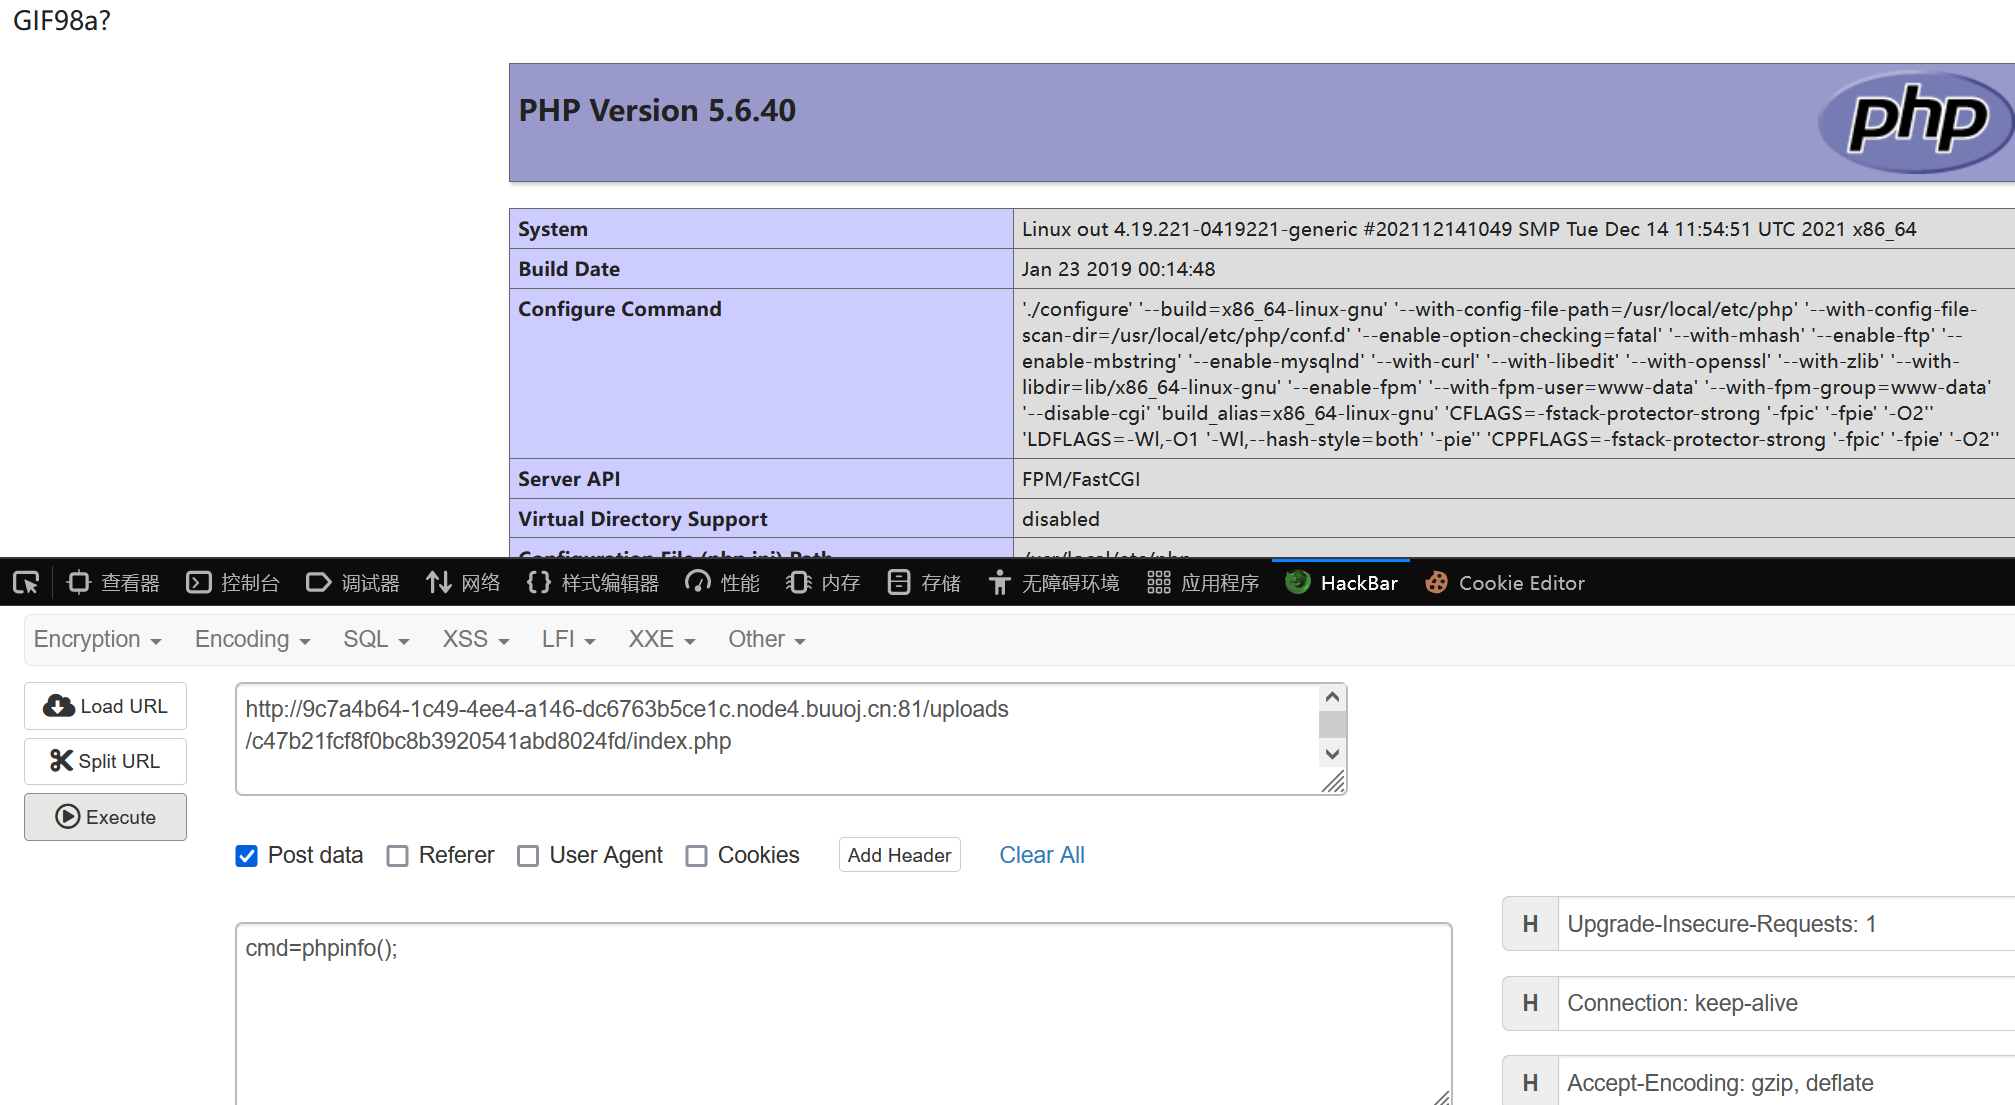 GIF98a?
PHP Version 5.6.40
php
System
Linux out 4.19.221-0419221-generic #202112141049 SMP Tue Dec 14 11:54:51 UTC 2021 x86_64
Build Date
Jan 23 2019 00:14:48
Configure Command
'./configure' '--build=x86_64-linux-gnu' '--with-config-file-path=/usr/local/etc/php' '--with-config-file-
scan-dir=/usr/local/etc/php/conf.d' '--enable-option-checking=fatal' '--with-mhash' '--enable-ftp' '--
enable-mbstring' '--enable-mysqlnd' '--with-curl' '--with-libedit' '--with-openssl' '--with-zlib' '--with-
libdir=lib/x86_64-linux-gnu' '--enable-fpm' '--with-fpm-user=www-data' '--with-fpm-group=www-data'
'--disable-cgi' 'build_alias=x86_64-linux-gnu' 'CFLAGS=-fstack-protector-strong '-fpic' '-fpie' '-O2''
'LDFLAGS=-Wl,-O1 '-Wl,--hash-style=both' '-pie'' 'CPPFLAGS=-fstack-protector-strong '-fpic' '-fpie' '-O2''
Server API
FPM/FastCGI
Virtual Directory Support
disabled
Configuration File (php.ini) Path
/usr/local/etc/php
查看器 控制台 调试器 网络 样式编辑器 性能 内存 存储 无障碍环境 应用程序 HackBar Cookie Editor
Encryption Encoding SQL XSS LFI XXE Other
Load URL
http://9c7a4b64-1c49-4ee4-a146-dc6763b5ce1c.node4.buuoj.cn:81/uploads
/c47b21fcf8f0bc8b3920541abd8024fd/index.php
Split URL
Execute
Post data Referer User Agent Cookies Add Header Clear All
cmd=phpinfo();
H Upgrade-Insecure-Requests: 1
H Connection: keep-alive
H Accept-Encoding: gzip, deflate